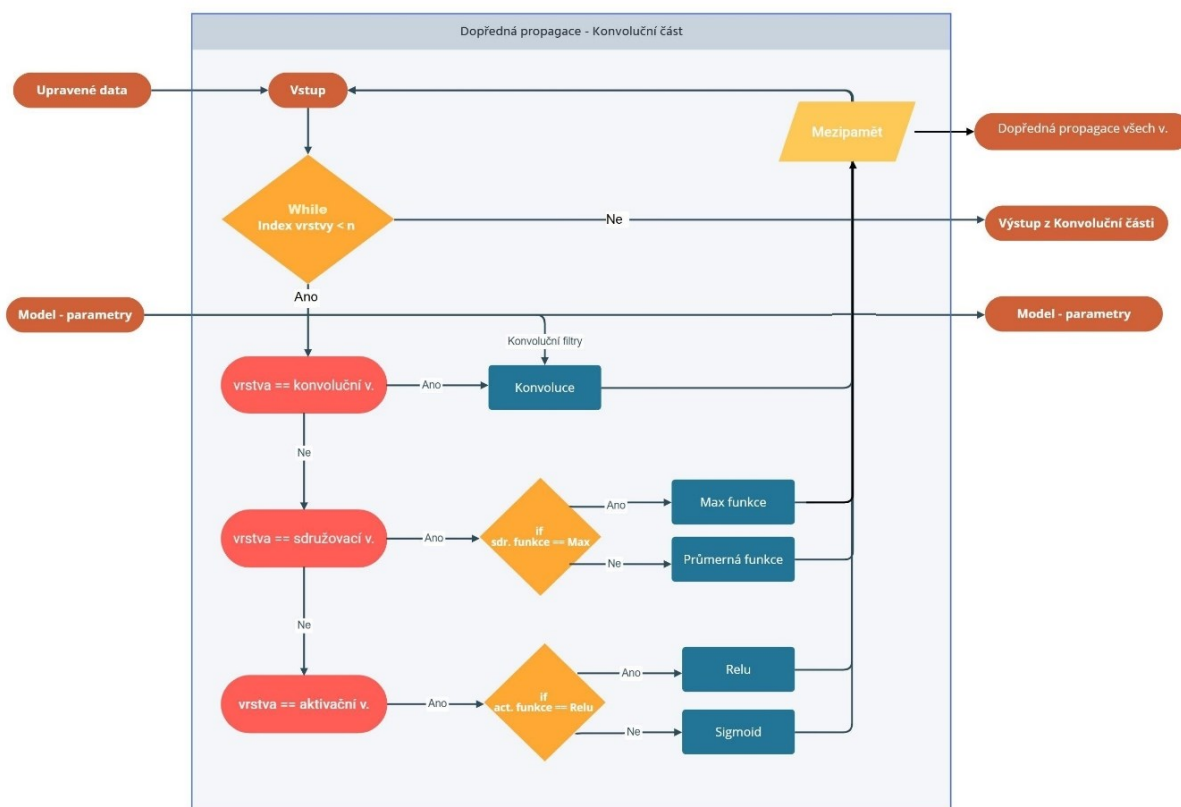 Dopředná propagace - Konvoluční část
Upravené data
Vstup
Mezipamět
Dopředná propagace všech v.
While
Index vrstvy < n
Ne
Výstup z Konvoluční části
Ano
Model - parametry
Model - parametry
Konvoluční filtry
vrstva == konvoluční v.
Ano
Konvoluce
Ne
Ano
Max funkce
vrstva == sdružovací v.
Ano
if
sdr. funkce == Max
Ne
Průmerná funkce
Ne
Ano
Relu
vrstva == aktivační v.
Ano
if
act. funkce == Relu
Ne
Sigmoid